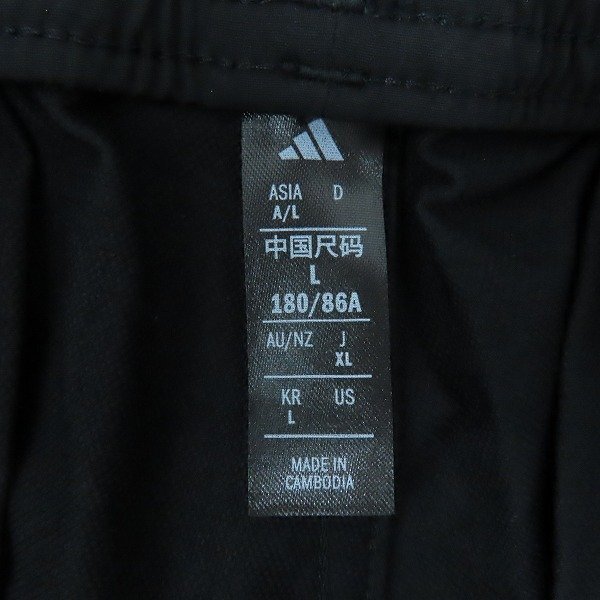 ASIA D
A/L
中国尺码
L
180/86A
AU/NZ J
XL
KR US
L
MADE IN
CAMBODIA